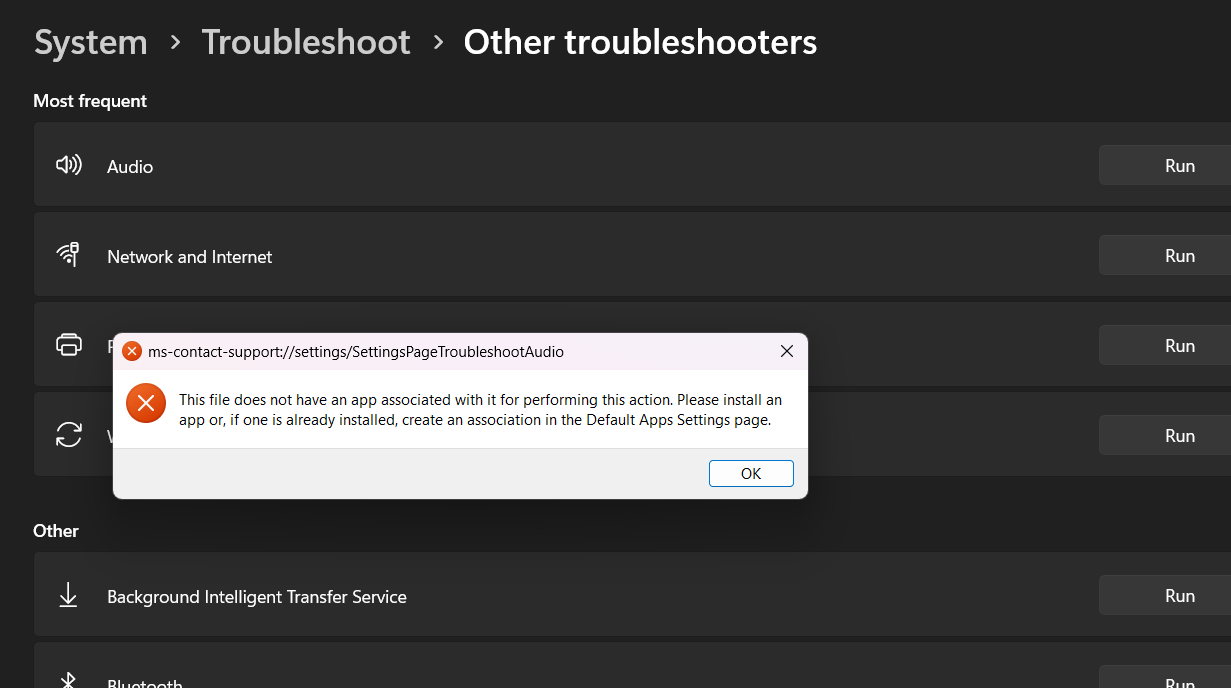 System > Troubleshoot > Other troubleshooters
Most frequent
Audio
Run
Network and Internet
Run
Run
ms-contact-support://settings/SettingsPageTroubleshootAudio
This file does not have an app associated with it for performing this action. Please install an
app or, if one is already installed, create an association in the Default Apps Settings page.
Run
OK
Other
Background Intelligent Transfer Service
Run
Bluetooth
Run